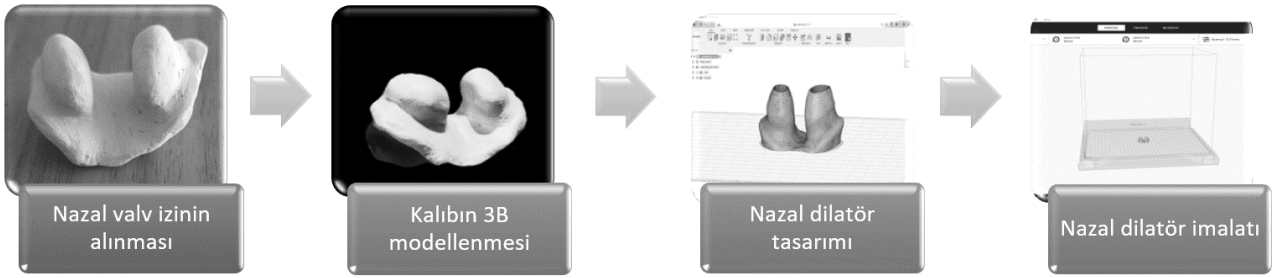 Nazal valv izinin
alınması
Kalıbın 3B
modellenmesi
Nazal dilatör
tasarımı
Nazal dilatör imalatı